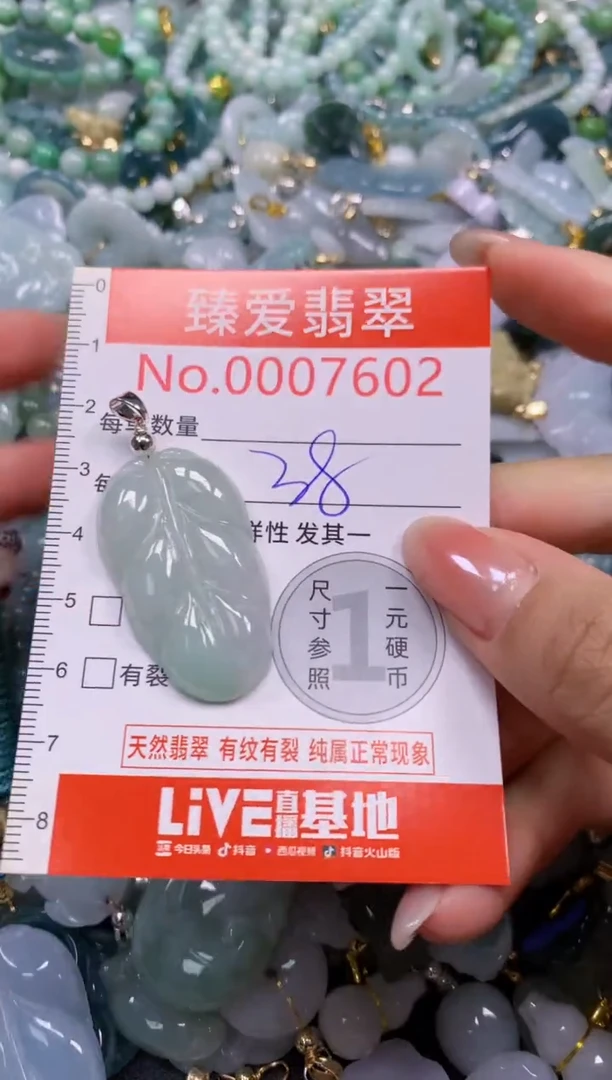 0
臻爱翡翠
1
No.0007602
2
每 数量
3
38
4
样性 发其一
5
尺寸参照
1
一元硬币
6
有裂
7
天然翡翠 有纹有裂 纯属正常现象
LiVE直播基地
8
今日头条 抖音 西瓜视频 抖音火山版